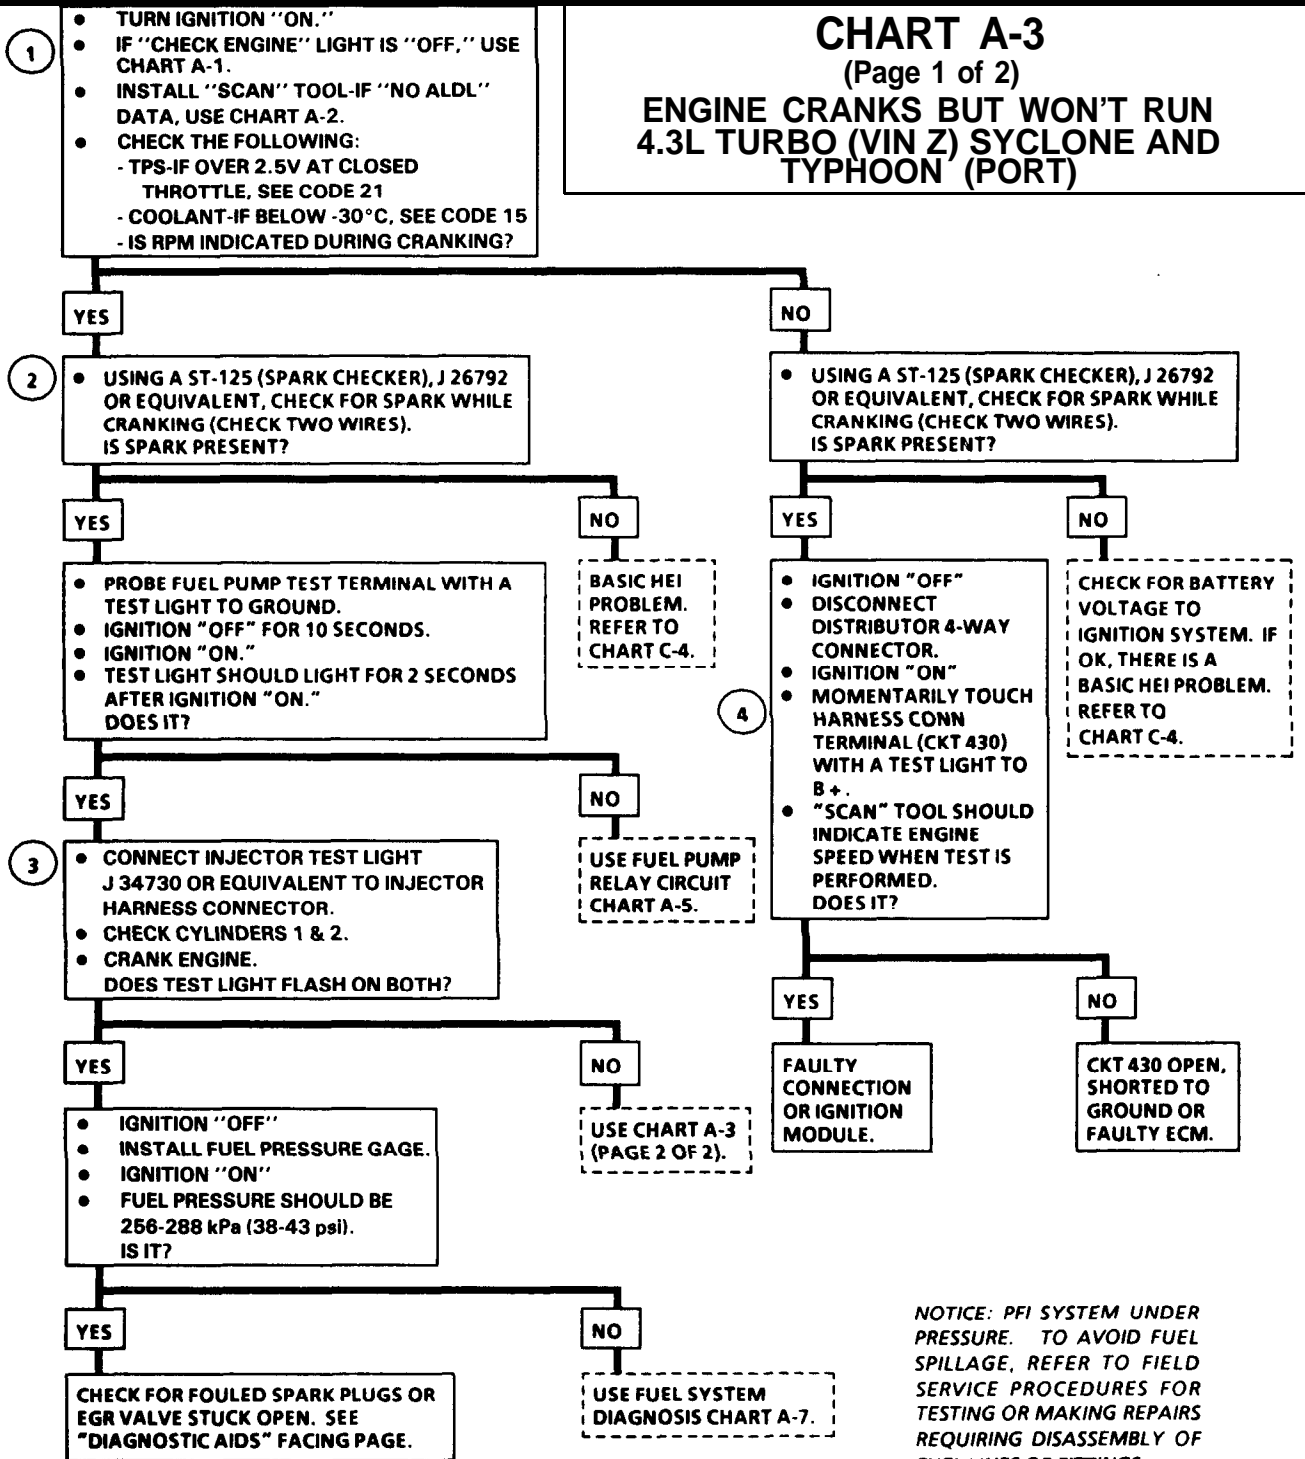 CHART A-3
(Page 1 of 2)
ENGINE CRANKS BUT WON'T RUN
4.3L TURBO (VIN Z) SYCLONE AND
TYPHOON (PORT)
1
● TURN IGNITION "ON."
● IF "CHECK ENGINE" LIGHT IS "OFF," USE
CHART A-1.
● INSTALL "SCAN" TOOL-IF "NO ALDL"
DATA, USE CHART A-2.
● CHECK THE FOLLOWING:
- TPS-IF OVER 2.5V AT CLOSED
THROTTLE, SEE CODE 21
- COOLANT-IF BELOW -30°C, SEE CODE 15
- IS RPM INDICATED DURING CRANKING?
YES
NO
2
● USING A ST-125 (SPARK CHECKER), J 26792
OR EQUIVALENT, CHECK FOR SPARK WHILE
CRANKING (CHECK TWO WIRES).
IS SPARK PRESENT?
● USING A ST-125 (SPARK CHECKER), J 26792
OR EQUIVALENT, CHECK FOR SPARK WHILE
CRANKING (CHECK TWO WIRES).
IS SPARK PRESENT?
YES
NO
YES
NO
● PROBE FUEL PUMP TEST TERMINAL WITH A
TEST LIGHT TO GROUND.
● IGNITION "OFF" FOR 10 SECONDS.
● IGNITION "ON."
● TEST LIGHT SHOULD LIGHT FOR 2 SECONDS
AFTER IGNITION "ON."
DOES IT?
BASIC HEI
PROBLEM.
REFER TO
CHART C-4.
4
● IGNITION "OFF"
● DISCONNECT
DISTRIBUTOR 4-WAY
CONNECTOR.
● IGNITION "ON"
● MOMENTARILY TOUCH
HARNESS CONN
TERMINAL (CKT 430)
WITH A TEST LIGHT TO
B+.
● "SCAN" TOOL SHOULD
INDICATE ENGINE
SPEED WHEN TEST IS
PERFORMED.
DOES IT?
CHECK FOR BATTERY
VOLTAGE TO
IGNITION SYSTEM. IF
OK, THERE IS A
BASIC HEI PROBLEM.
REFER TO
CHART C-4.
YES
NO
3
● CONNECT INJECTOR TEST LIGHT
J 34730 OR EQUIVALENT TO INJECTOR
HARNESS CONNECTOR.
● CHECK CYLINDERS 1 & 2.
● CRANK ENGINE.
DOES TEST LIGHT FLASH ON BOTH?
USE FUEL PUMP
RELAY CIRCUIT
CHART A-5.
YES
NO
FAULTY
CONNECTION
OR IGNITION
MODULE.
CKT 430 OPEN,
SHORTED TO
GROUND OR
FAULTY ECM.
YES
NO
● IGNITION "OFF"
● INSTALL FUEL PRESSURE GAGE.
● IGNITION "ON"
● FUEL PRESSURE SHOULD BE
256-288 kPa (38-43 psi).
IS IT?
USE CHART A-3
(PAGE 2 OF 2).
YES
NO
CHECK FOR FOULED SPARK PLUGS OR
EGR VALVE STUCK OPEN. SEE
"DIAGNOSTIC AIDS" FACING PAGE.
USE FUEL SYSTEM
DIAGNOSIS CHART A-7.
NOTICE: PFI SYSTEM UNDER
PRESSURE. TO AVOID FUEL
SPILLAGE, REFER TO FIELD
SERVICE PROCEDURES FOR
TESTING OR MAKING REPAIRS
REQUIRING DISASSEMBLY OF